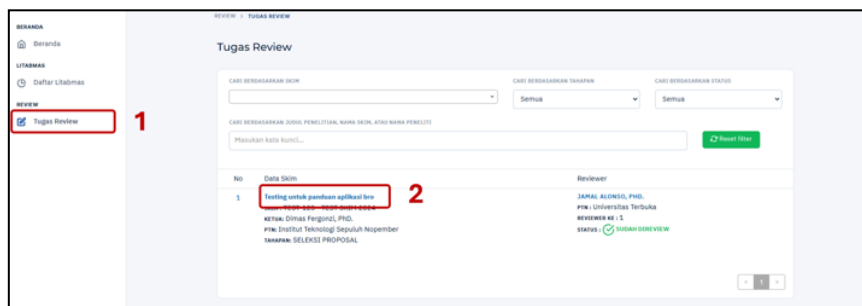 REVIEW > TUGAS REVIEW
BERANDA
Beranda
LITABMAS
Daftar Litabmas
REVIEW
Tugas Review
1
Tugas Review
CARI BERDASARKAN SKIM
CARI BERDASARKAN TAHAPAN
Semua
CARI BERDASARKAN STATUS
Semua
CARI BERDASARKAN JUDUL PENELITIAN, NAMA SKIM, ATAU NAMA PENELITI
Masukan kata kunci...
Reset filter
No Data Skim Reviewer
1 Testing untuk panduan aplikasi bro
2
KETUA: Dimas Fergonzi, PhD.
PTN: Institut Teknologi Sepuluh Nopember
TAHAPAN: SELEKSI PROPOSAL
JAMAL ALONSO, PHD.
PTN : Universitas Terbuka
REVIEWER KE : 1
STATUS : SUDAH DIREVIEW
< 1 >